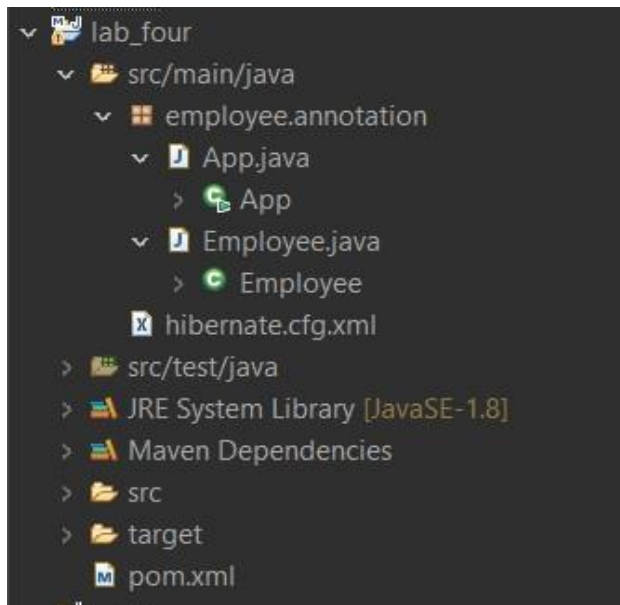 lab_four
src/main/java
employee.annotation
App.java
App
Employee.java
Employee
hibernate.cfg.xml
src/test/java
JRE System Library [JavaSE-1.8]
Maven Dependencies
src
target
pom.xml